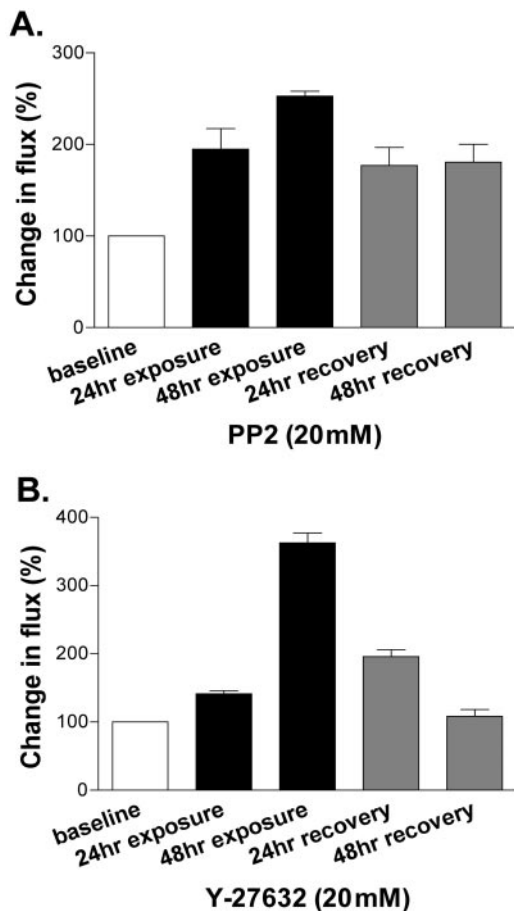 A.
Change in flux (%)
300
200
100
0
baseline
24hr exposure
48hr exposure
24hr recovery
48hr recovery
PP2 (20mM)
B.
Change in flux (%)
400
300
200
100
0
baseline
24hr exposure
48hr exposure
24hr recovery
48hr recovery
Y-27632 (20mM)